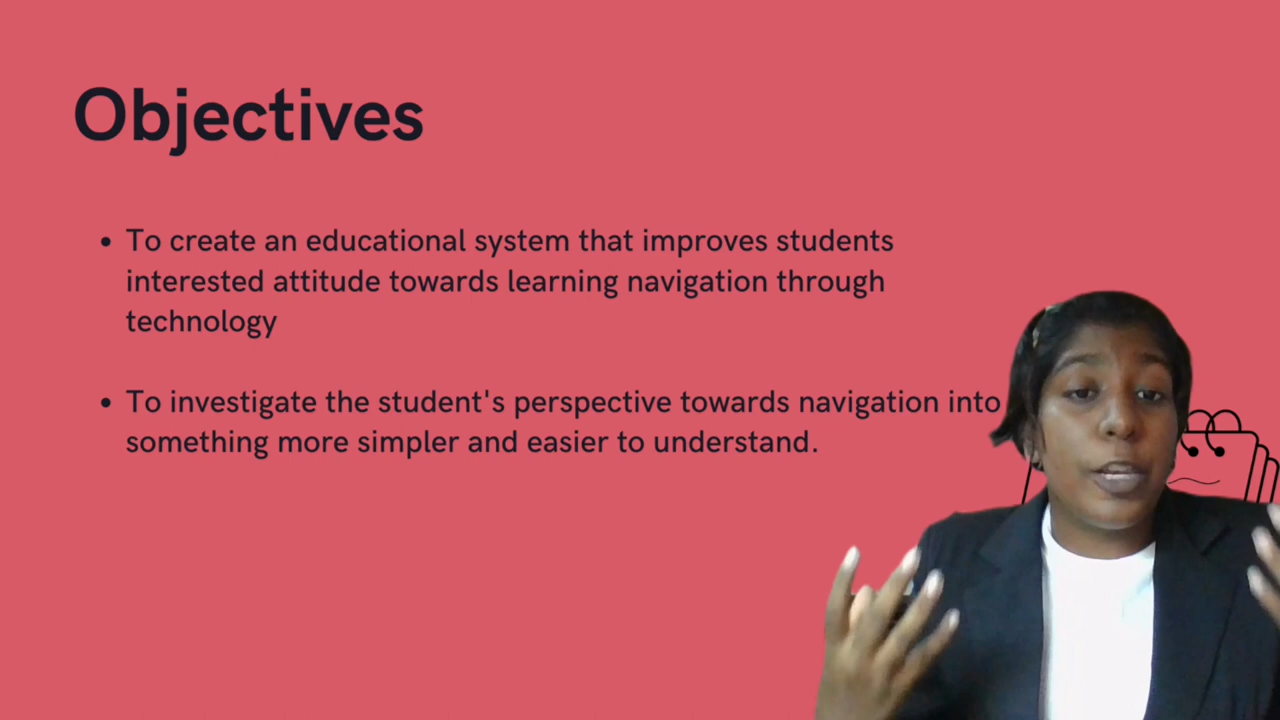 Objectives
• To create an educational system that improves students
interested attitude towards learning navigation through
technology
• To investigate the student's perspective towards navigation into
something more simpler and easier to understand.